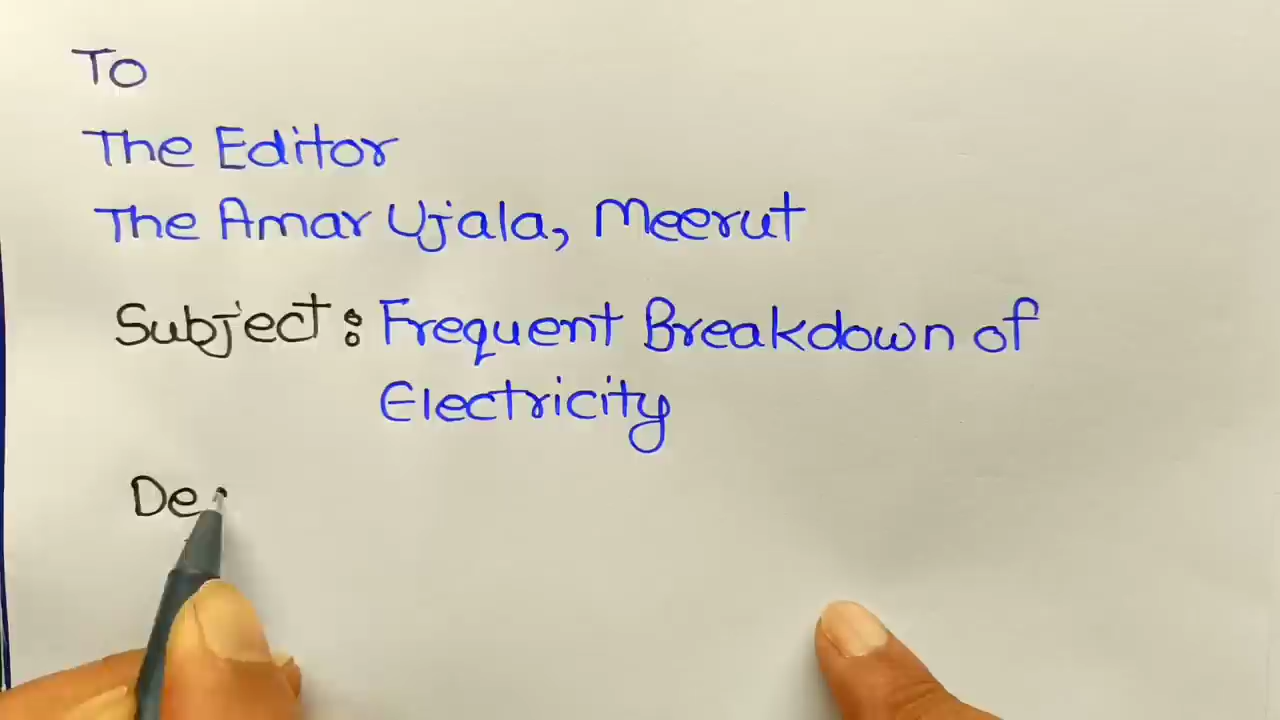 To
The Editor
The Amar Ujala, Meerut
Subject: Frequent Breakdown of
Electricity
De